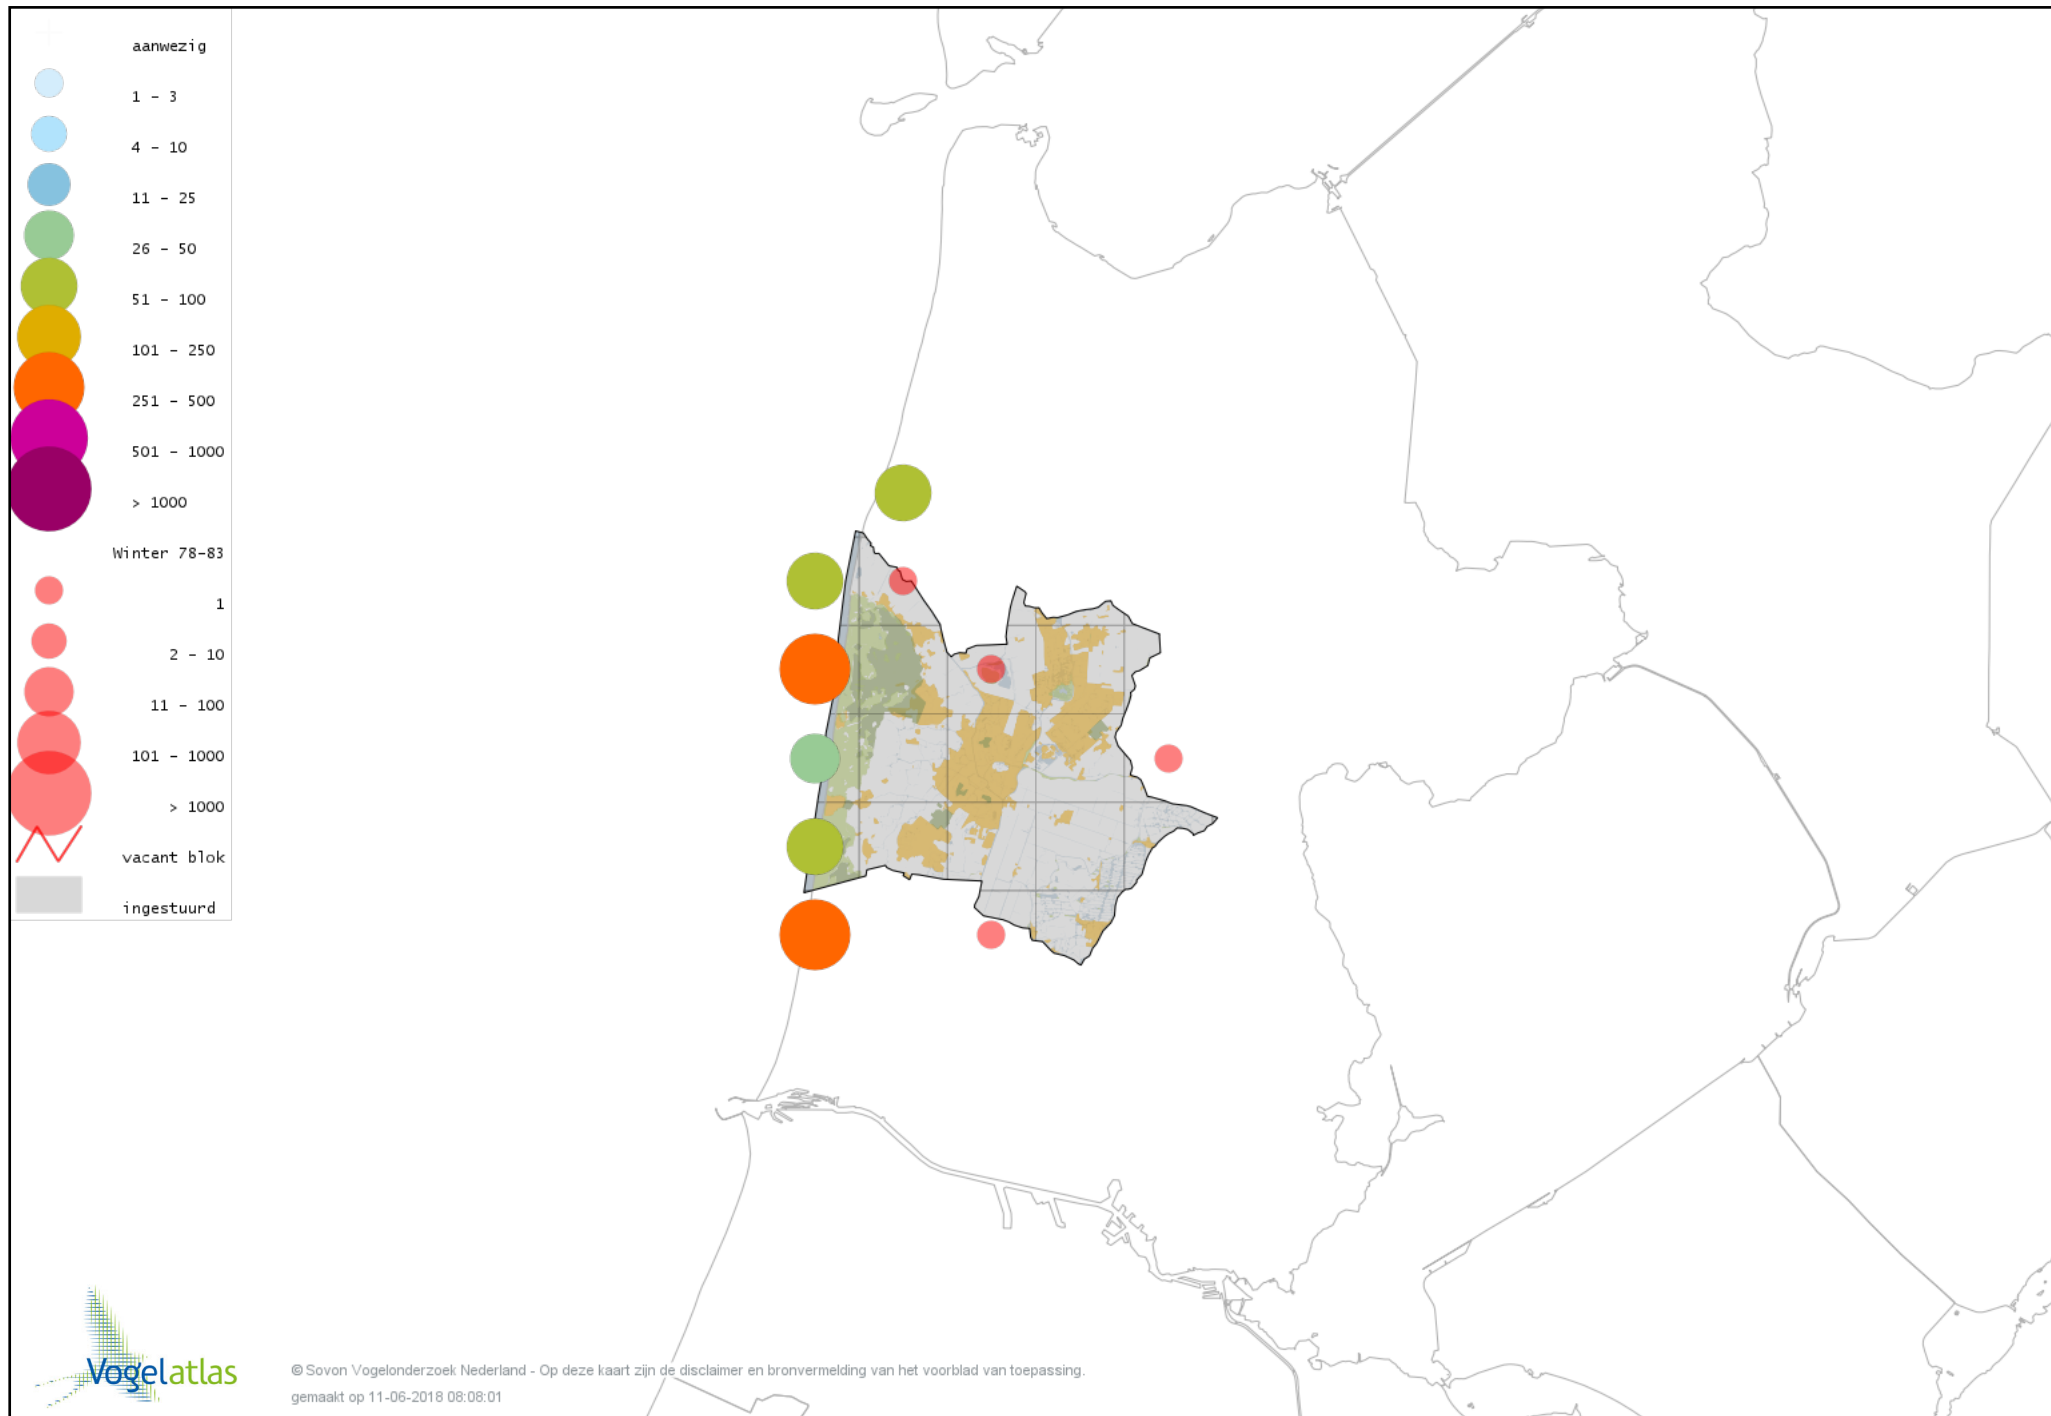 aanwezig
1 - 3
4 - 10
11 - 25
26 - 50
51 - 100
101 - 250
251 - 500
501 - 1000
> 1000
Winter 78-83
1
2 - 10
11 - 100
101 - 1000
> 1000
vacant blok
ingestuurd
Vogelatlas
© Sovon Vogelonderzoek Nederland - Op deze kaart zijn de disclaimer en bronvermelding van het voorblad van toepassing.
gemaakt op 11-06-2018 08:08:01